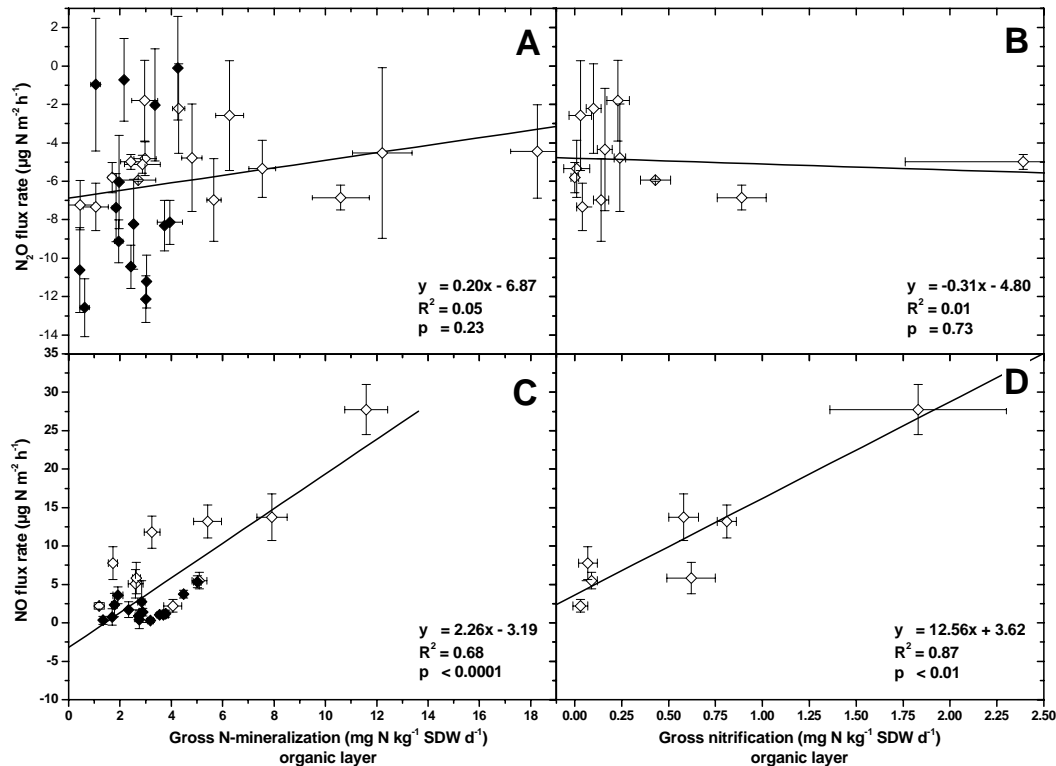 A
B
N₂O flux rate (µg N m⁻² h⁻¹)
2
0
-2
-4
-6
-8
-10
-12
-14
y = 0.20x - 6.87
R² = 0.05
p = 0.23
y = -0.31x - 4.80
R² = 0.01
p = 0.73
C
D
NO flux rate (µg N m⁻² h⁻¹)
35
30
25
20
15
10
5
0
-5
-10
y = 2.26x - 3.19
R² = 0.68
p < 0.0001
y = 12.56x + 3.62
R² = 0.87
p < 0.01
0 2 4 6 8 10 12 14 16 18
0.00 0.25 0.50 0.75 1.00 1.25 1.50 1.75 2.00 2.25 2.50
Gross N-mineralization (mg N kg⁻¹ SDW d⁻¹)
organic layer
Gross nitrification (mg N kg⁻¹ SDW d⁻¹)
organic layer